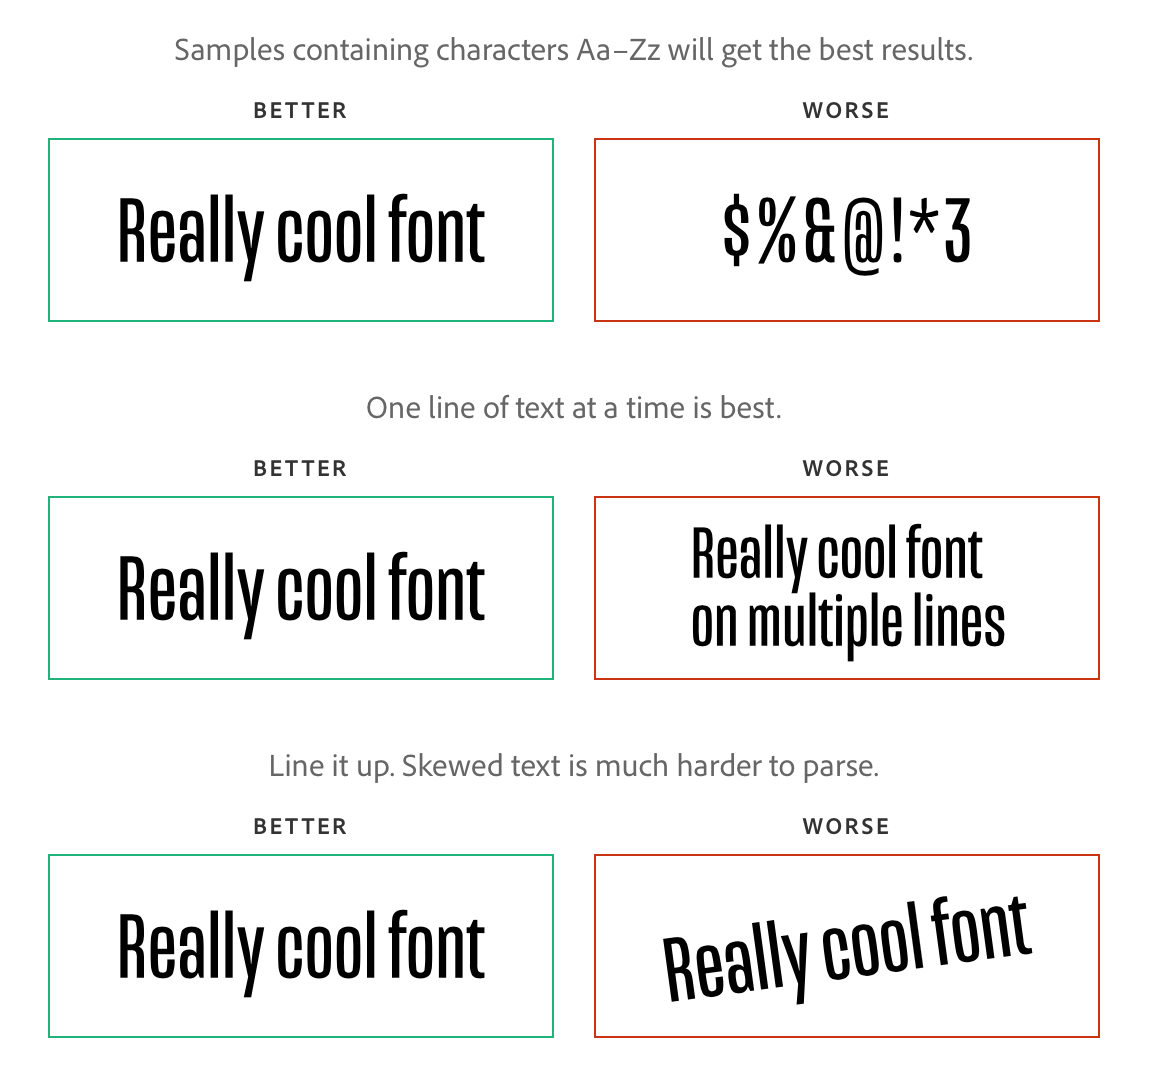 Samples containing characters Aa–Zz will get the best results.
BETTER
WORSE
Really cool font
$%&@!*3
One line of text at a time is best.
BETTER
WORSE
Really cool font
Really cool font
on multiple lines
Line it up. Skewed text is much harder to parse.
BETTER
WORSE
Really cool font
Really cool font